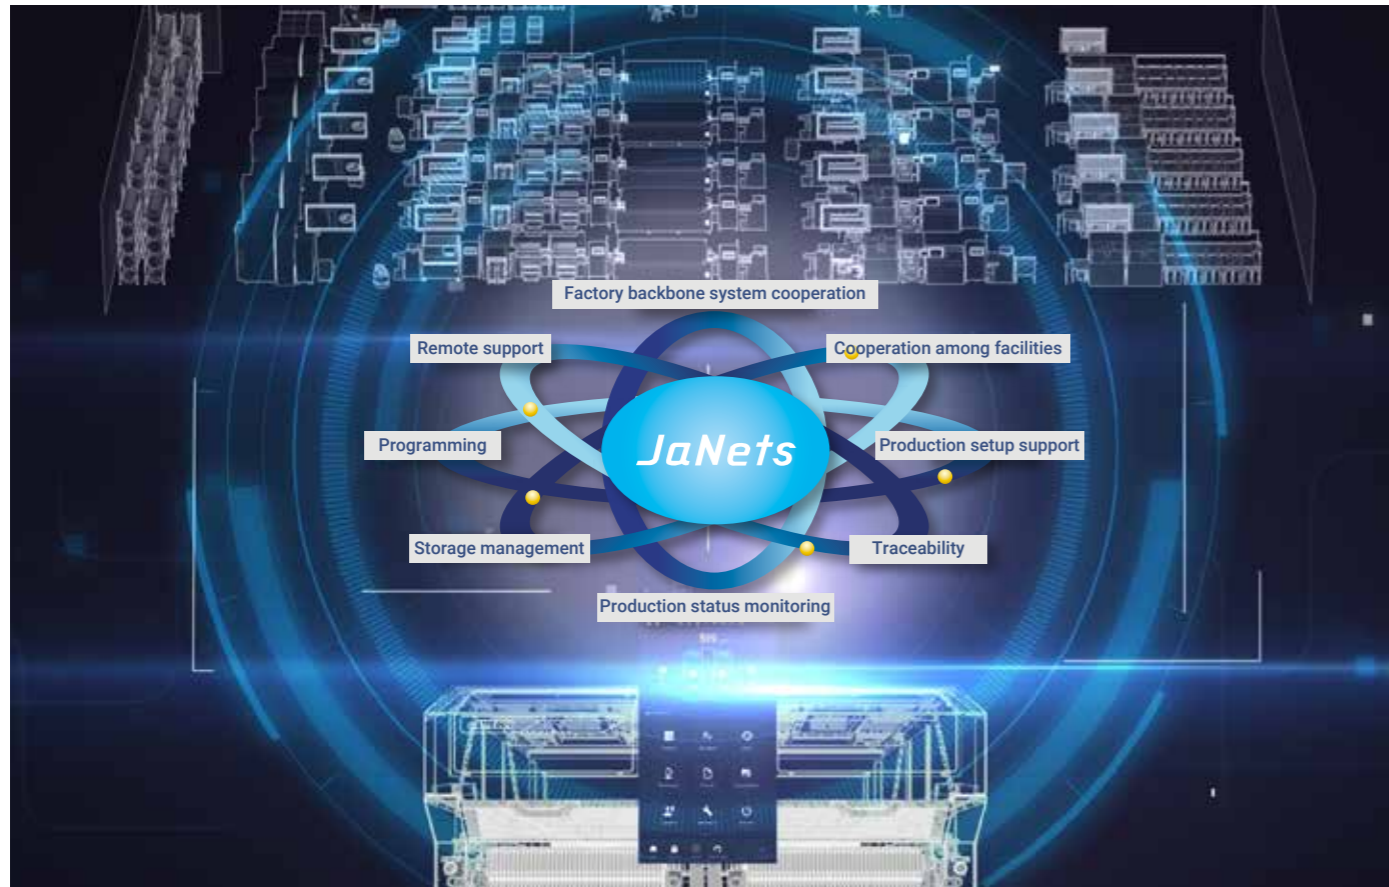 Factory backbone system cooperation
Remote support
Cooperation among facilities
JaNets
Programming
Production setup support
Storage management
Traceability
Production status monitoring